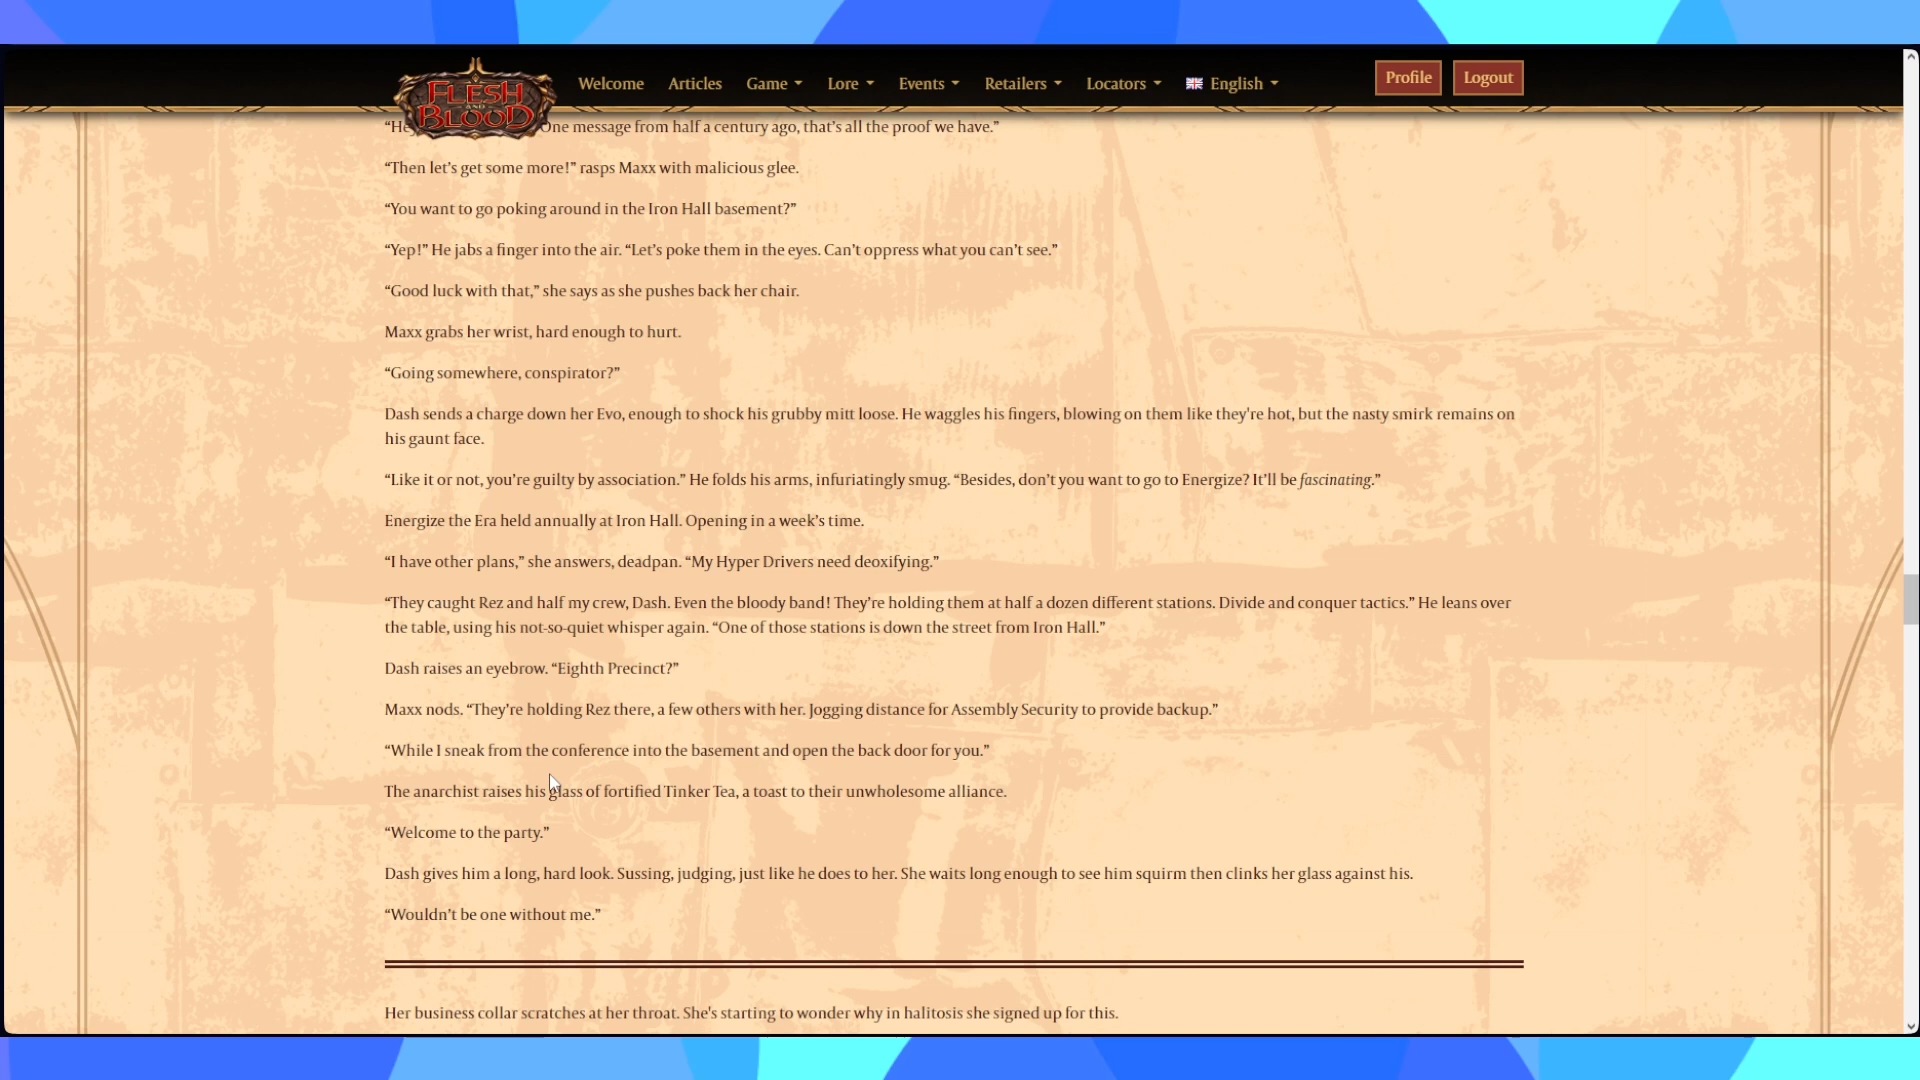 FLESH
AND
BLOOD
Welcome
Articles
Game
Lore
Events
Retailers
Locators
English
Profile
Logout
“He One message from half a century ago, that’s all the proof we have.”
“Then let’s get some more!” rasps Maxx with malicious glee.
“You want to go poking around in the Iron Hall basement?”
“Yep!” He jabs a finger into the air. “Let’s poke them in the eyes. Can’t oppress what you can’t see.”
“Good luck with that,” she says as she pushes back her chair.
Maxx grabs her wrist, hard enough to hurt.
“Going somewhere, conspirator?”
Dash sends a charge down her Evo, enough to shock his grubby mitt loose. He waggles his fingers, blowing on them like they're hot, but the nasty smirk remains on
his gaunt face.
“Like it or not, you’re guilty by association.” He folds his arms, infuriatingly smug. “Besides, don’t you want to go to Energize? It’ll be fascinating.”
Energize the Era held annually at Iron Hall. Opening in a week’s time.
“I have other plans,” she answers, deadpan. “My Hyper Drivers need deoxifying.”
“They caught Rez and half my crew, Dash. Even the bloody band! They’re holding them at half a dozen different stations. Divide and conquer tactics.” He leans over
the table, using his not-so-quiet whisper again. “One of those stations is down the street from Iron Hall.”
Dash raises an eyebrow. “Eighth Precinct?”
Maxx nods. “They’re holding Rez there, a few others with her. Jogging distance for Assembly Security to provide backup.”
“While I sneak from the conference into the basement and open the back door for you.”
The anarchist raises his glass of fortified Tinker Tea, a toast to their unwholesome alliance.
“Welcome to the party.”
Dash gives him a long, hard look. Sussing, judging, just like he does to her. She waits long enough to see him squirm then clinks her glass against his.
“Wouldn’t be one without me.”
Her business collar scratches at her throat. She's starting to wonder why in halitosis she signed up for this.